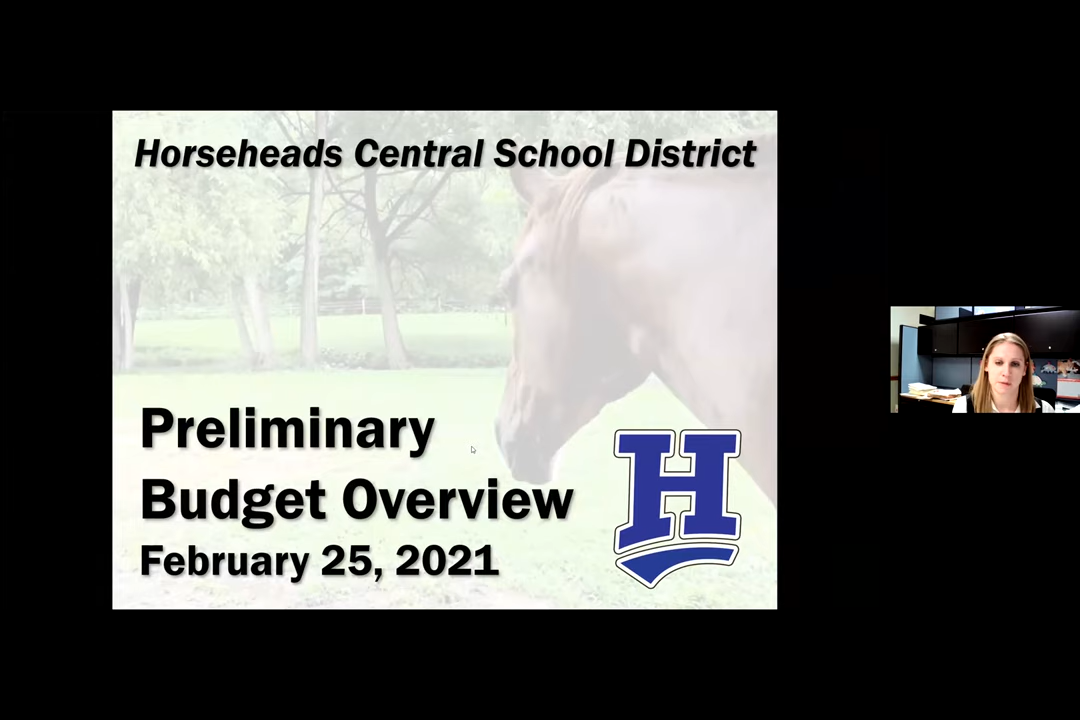 Horseheads Central School District
Preliminary
Budget Overview
February 25, 2021
H